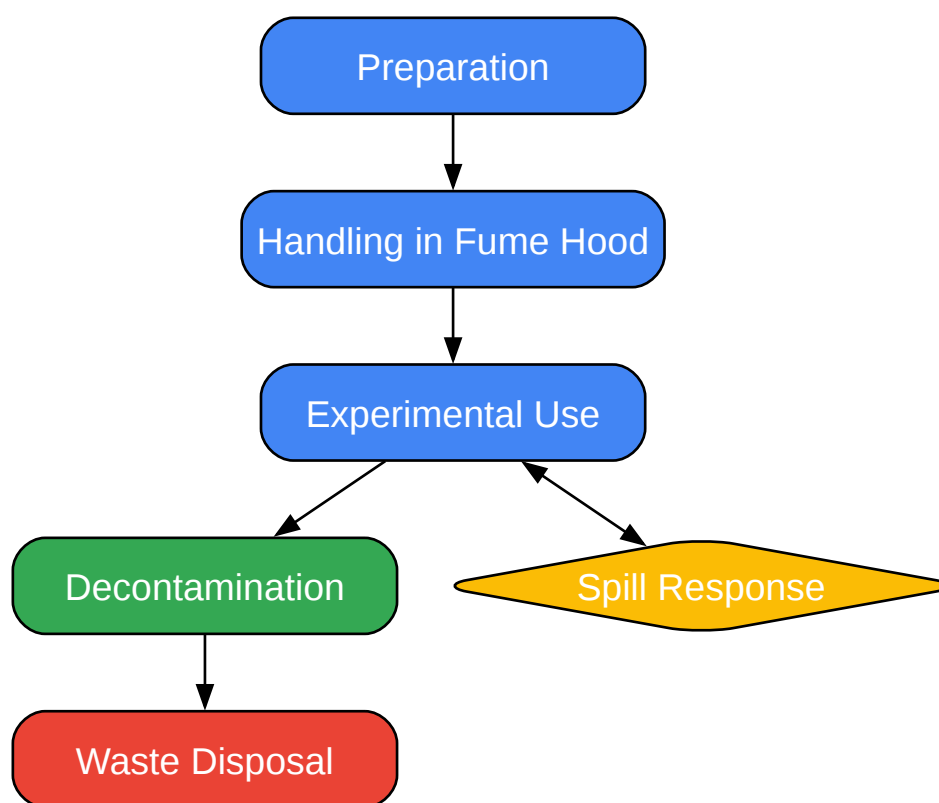 Preparation
Handling in Fume Hood
Experimental Use
Decontamination
Spill Response
Waste Disposal